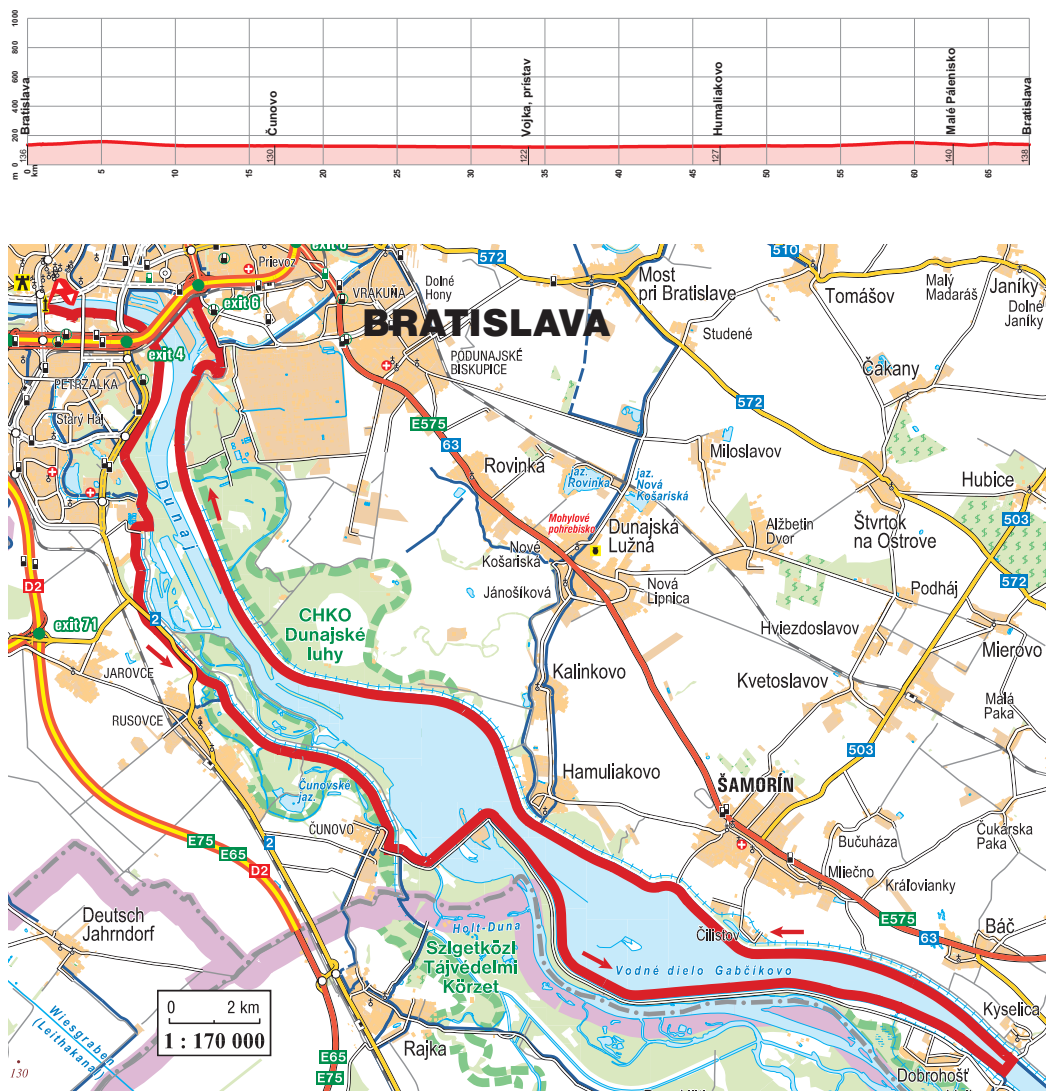 1000
800
600
400
200
m 0
Bratislava
136
Čunovo
130
Vojka, prístav
122
Humaliakovo
127
Malé Pálenisko
140
Bratislava
138
0
km
5
10
15
20
25
30
35
40
45
50
55
60
65
exit 8
Prievoz
572
510
Most
pri Bratislave
Tomášov
Malý
Madaráš
Janíky
Dolné
Janíky
Dolné
Hony
VRAKUŇA
exit 6
1
BRATISLAVA
Studené
exit 4
PODUNAJSKÉ
BISKUPICE
PETRŽALKA
Čakany
572
Starý Háj
E575
63
Miloslavov
Rovinka
jaz.
Rovinka
jaz.
Nová
Košariská
Hubice
Dunaj
Mohylové
pohrebisko
Dunajská
Lužná
Alžbetin
Dvor
Štvrtok
na Ostrove
503
Nové
Košariská
572
D2
Jánošíková
Nová
Lipnica
Podháj
CHKO
Dunajské
luhy
2
exit 71
Hviezdoslavov
Mierovo
JAROVCE
Kalinkovo
Kvetoslavov
Malá
Paka
RUSOVCE
503
Hamuliakovo
ŠAMORÍN
Čunovské
jaz.
ČUNOVO
E75
E65
D2
2
Bučuháza
Čukárska
Paka
Mliečno
Kráľovianky
Deutsch
Jahrndorf
Holt-Duna
E575
63
Báč
Čilistov
Szigetközi
Tájvédelmi
Körzet
Vodné dielo Gabčíkovo
0 2 km
1 : 170 000
Wiesgraben
(Leithakanal)
Kyselica
Rajka
E65
E75
Dobrohošť
130